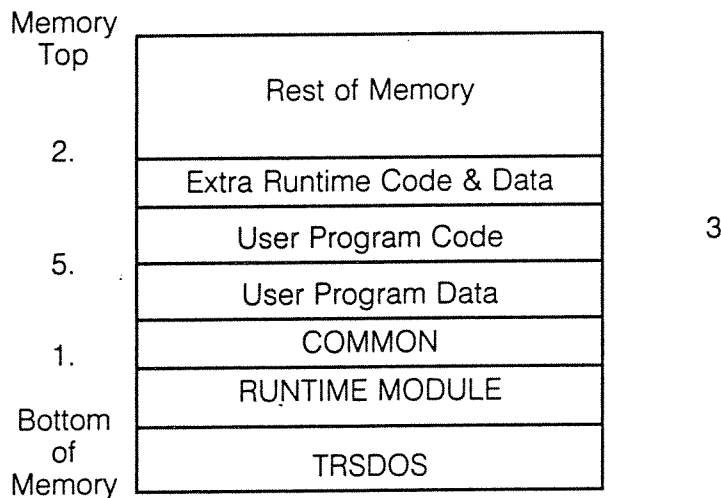 Memory
Top
Rest of Memory
2.
Extra Runtime Code & Data
User Program Code
3
5.
User Program Data
COMMON
1.
RUNTIME MODULE
Bottom
of
Memory
TRSDOS